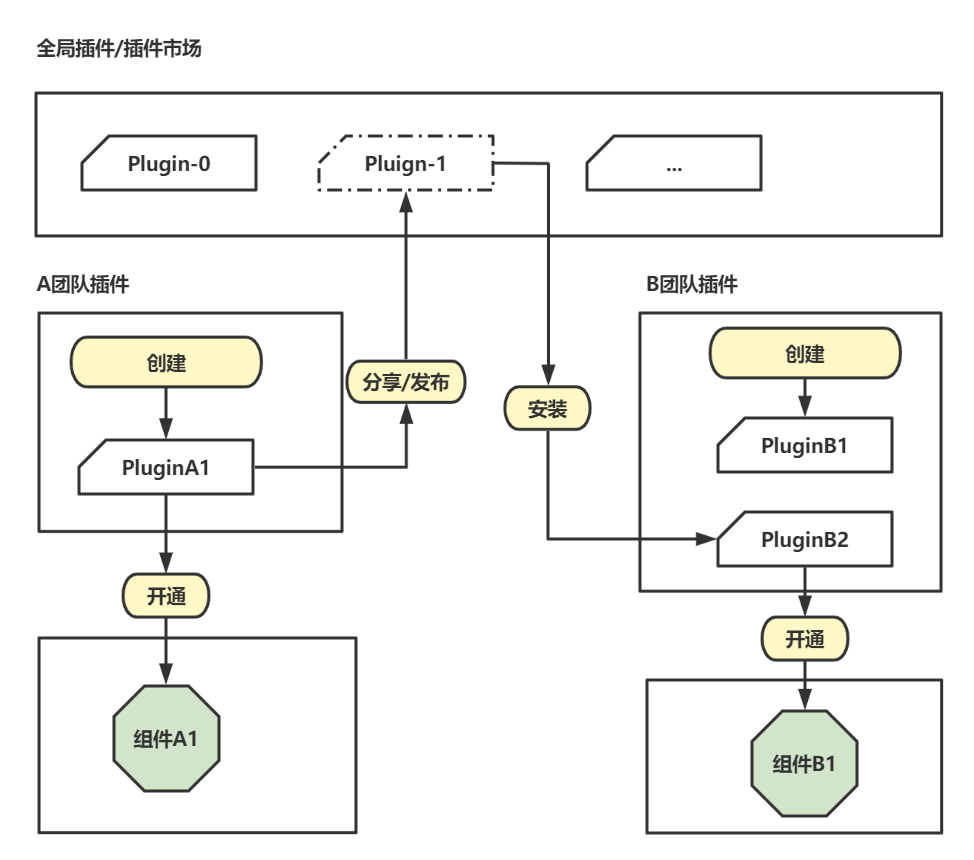 全局插件/插件市场
Plugin-0
Pluign-1
...
A团队插件
B团队插件
创建
分享/发布
安装
创建
PluginA1
PluginB1
PluginB2
开通
开通
组件A1
组件B1